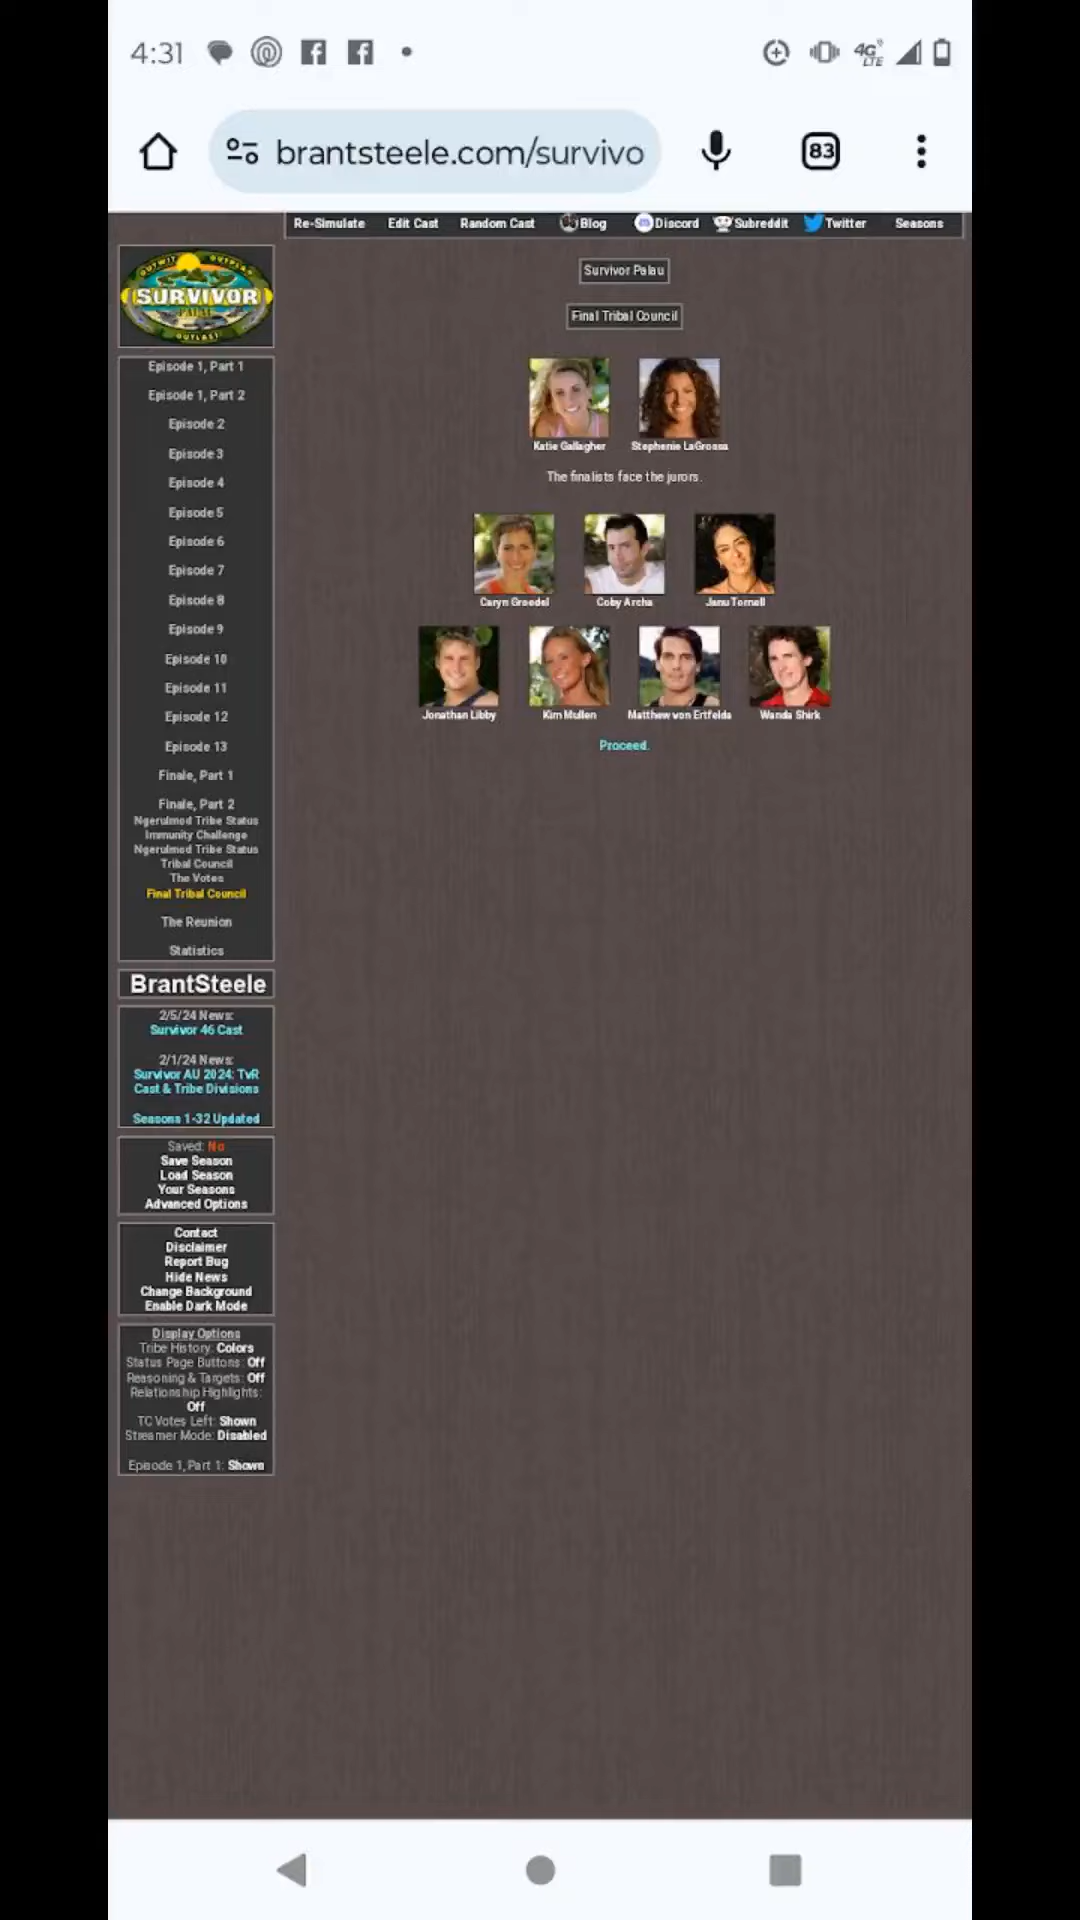 4:31
4G
LTE
brantsteele.com/survivo
83
Re-Simulate Edit Cast Random Cast Blog Discord Subreddit Twitter Seasons
OUTWIT OUTPLAY
SURVIVOR
PALAU
OUTLAST
Survivor Palau
Final Tribal Council
Katie Gallagher Stephenie LaGrossa
The finalists face the jurors.
Caryn Groedel Coby Archa Janu Tornell
Jonathan Libby Kim Mullen Matthew von Ertfelda Wanda Shirk
Proceed.
Episode 1, Part 1
Episode 1, Part 2
Episode 2
Episode 3
Episode 4
Episode 5
Episode 6
Episode 7
Episode 8
Episode 9
Episode 10
Episode 11
Episode 12
Episode 13
Finale, Part 1
Finale, Part 2
Ngerulmod Tribe Status
Immunity Challenge
Ngerulmod Tribe Status
Tribal Council
The Votes
Final Tribal Council
The Reunion
Statistics
BrantSteele
2/5/24 News:
Survivor 46 Cast
2/1/24 News:
Survivor AU 2024: TvR
Cast & Tribe Divisions
Seasons 1-32 Updated
Saved: No
Save Season
Load Season
Your Seasons
Advanced Options
Contact
Disclaimer
Report Bug
Hide News
Change Background
Enable Dark Mode
Display Options
Tribe History: Colors
Status Page Buttons: Off
Reasoning & Targets: Off
Relationship Highlights:
Off
TC Votes Left: Shown
Streamer Mode: Disabled
Episode 1, Part 1: Shown